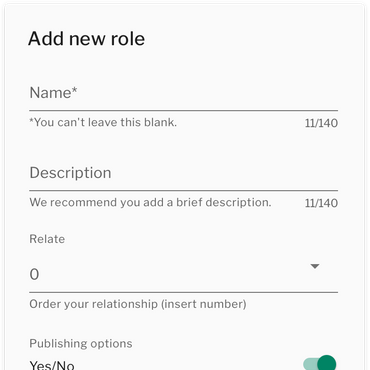 Add new role
Name*
*You can't leave this blank. 11/140
Description
We recommend you add a brief description. 11/140
Relate
0
Order your relationship (insert number)
Publishing options
Yes/No